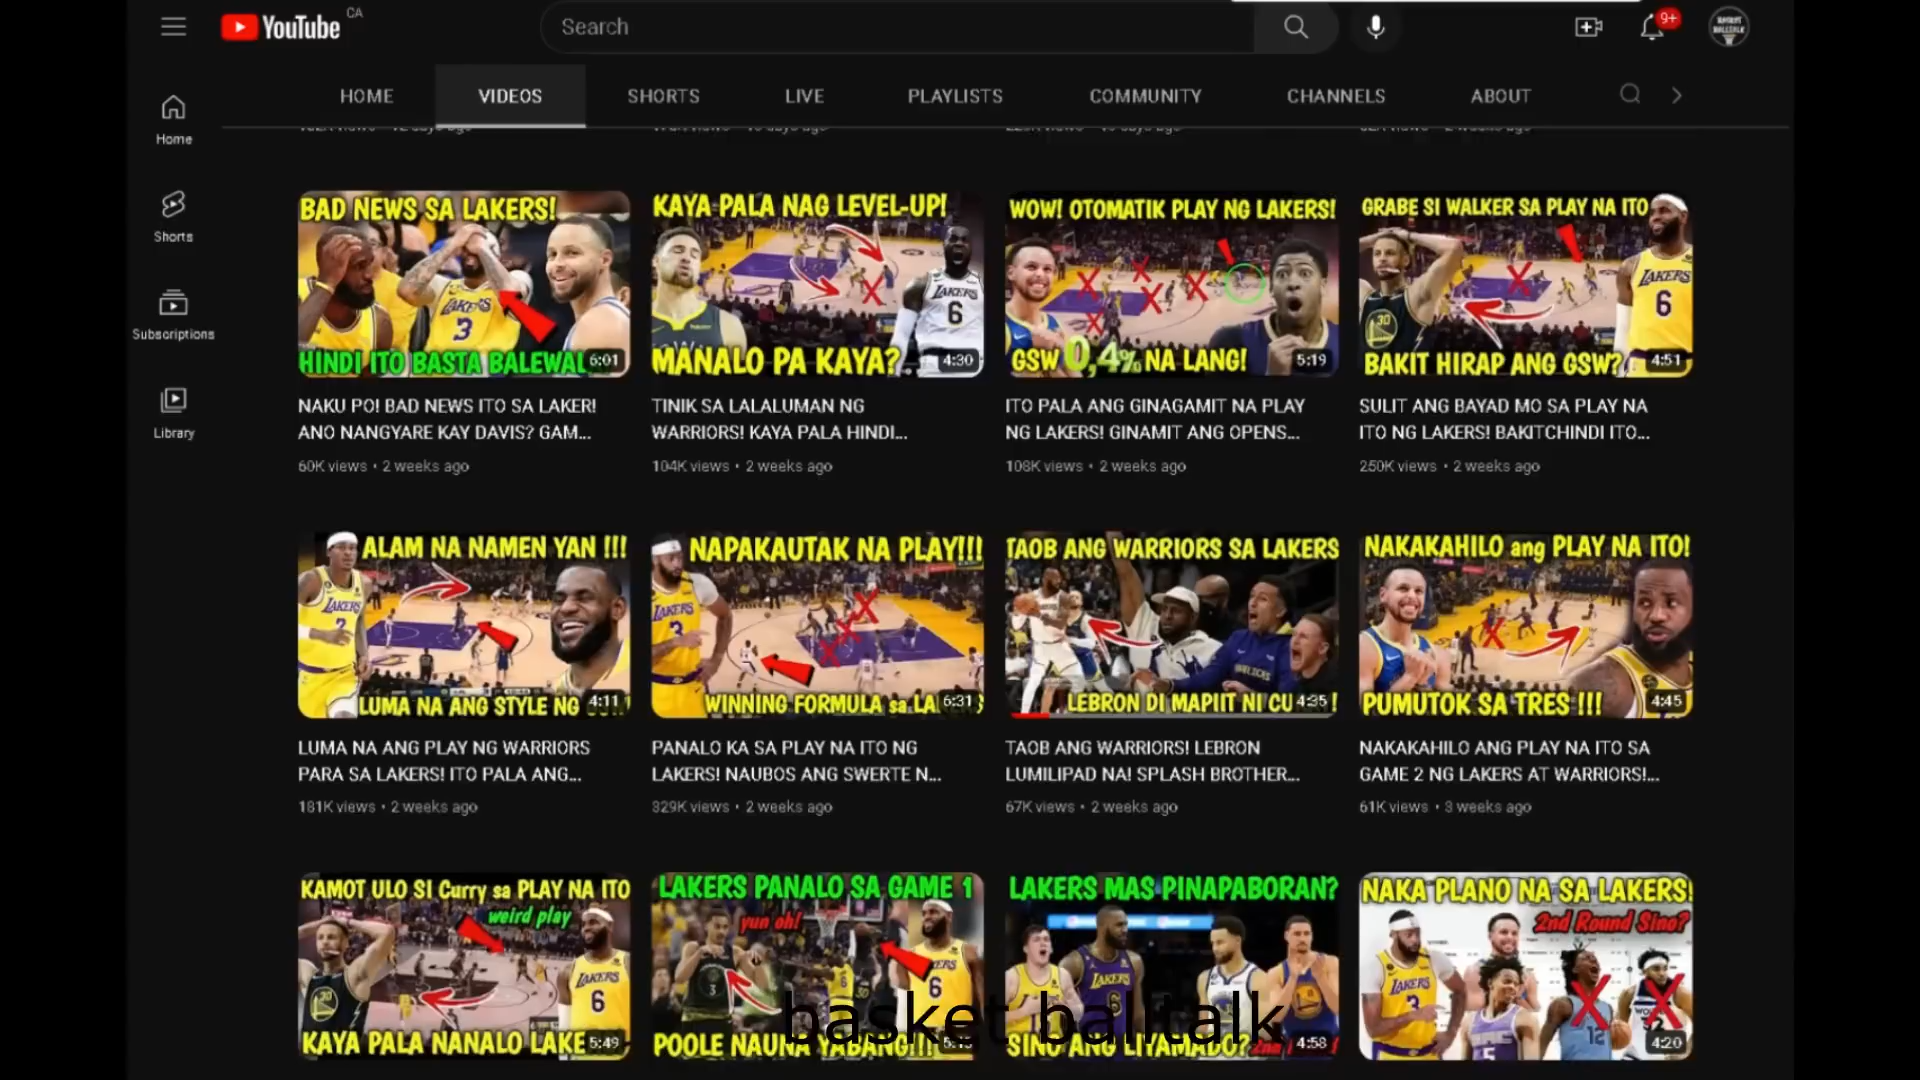 YouTube CA
Search
9+
HOME VIDEOS SHORTS LIVE PLAYLISTS COMMUNITY CHANNELS ABOUT
Home
Shorts
Subscriptions
Library
BAD NEWS SA LAKERS!
HINDI ITO BASTA BALEWAL
6:01
NAKU PO! BAD NEWS ITO SA LAKER!
ANO NANGYARE KAY DAVIS? GAM...
60K views • 2 weeks ago
KAYA PALA NAG LEVEL-UP!
MANALO PA KAYA?
4:30
TINIK SA LALALUMAN NG
WARRIORS! KAYA PALA HINDI...
104K views • 2 weeks ago
WOW! OTOMATIK PLAY NG LAKERS!
GSW 0,4% NA LANG!
5:19
ITO PALA ANG GINAGAMIT NA PLAY
NG LAKERS! GINAMIT ANG OPENS...
108K views • 2 weeks ago
GRABE SI WALKER SA PLAY NA ITO
BAKIT HIRAP ANG GSW?
4:51
SULIT ANG BAYAD MO SA PLAY NA
ITO NG LAKERS! BAKITCHINDI ITO...
250K views • 2 weeks ago
ALAM NA NAMEN YAN !!!
LUMA NA ANG STYLE NG
4:11
LUMA NA ANG PLAY NG WARRIORS
PARA SA LAKERS! ITO PALA ANG...
181K views • 2 weeks ago
NAPAKAUTAK NA PLAY!!!
WINNING FORMULA sa LA
6:31
PANALO KA SA PLAY NA ITO NG
LAKERS! NAUBOS ANG SWERTE N...
329K views • 2 weeks ago
TAOB ANG WARRIORS SA LAKERS
LEBRON DI MAPIIT NI CU !
4:35
TAOB ANG WARRIORS! LEBRON
LUMILIPAD NA! SPLASH BROTHER...
67K views • 2 weeks ago
NAKAKAHILO ang PLAY NA ITO!
PUMUTOK SA TRES !!!
4:45
NAKAKAHILO ANG PLAY NA ITO SA
GAME 2 NG LAKERS AT WARRIORS!...
61K views • 3 weeks ago
KAMOT ULO SI Curry sa PLAY NA ITO
weird play
KAYA PALA NANALO LAKE
5:49
LAKERS PANALO SA GAME 1
yun oh!
POOLE NAUNA YABANG!!!
LAKERS MAS PINAPABORAN?
SINO ANG LIYAMADO?
4:58
NAKA PLANO NA SA LAKERS!
2nd Round Sino?
4:20
basket balltalk